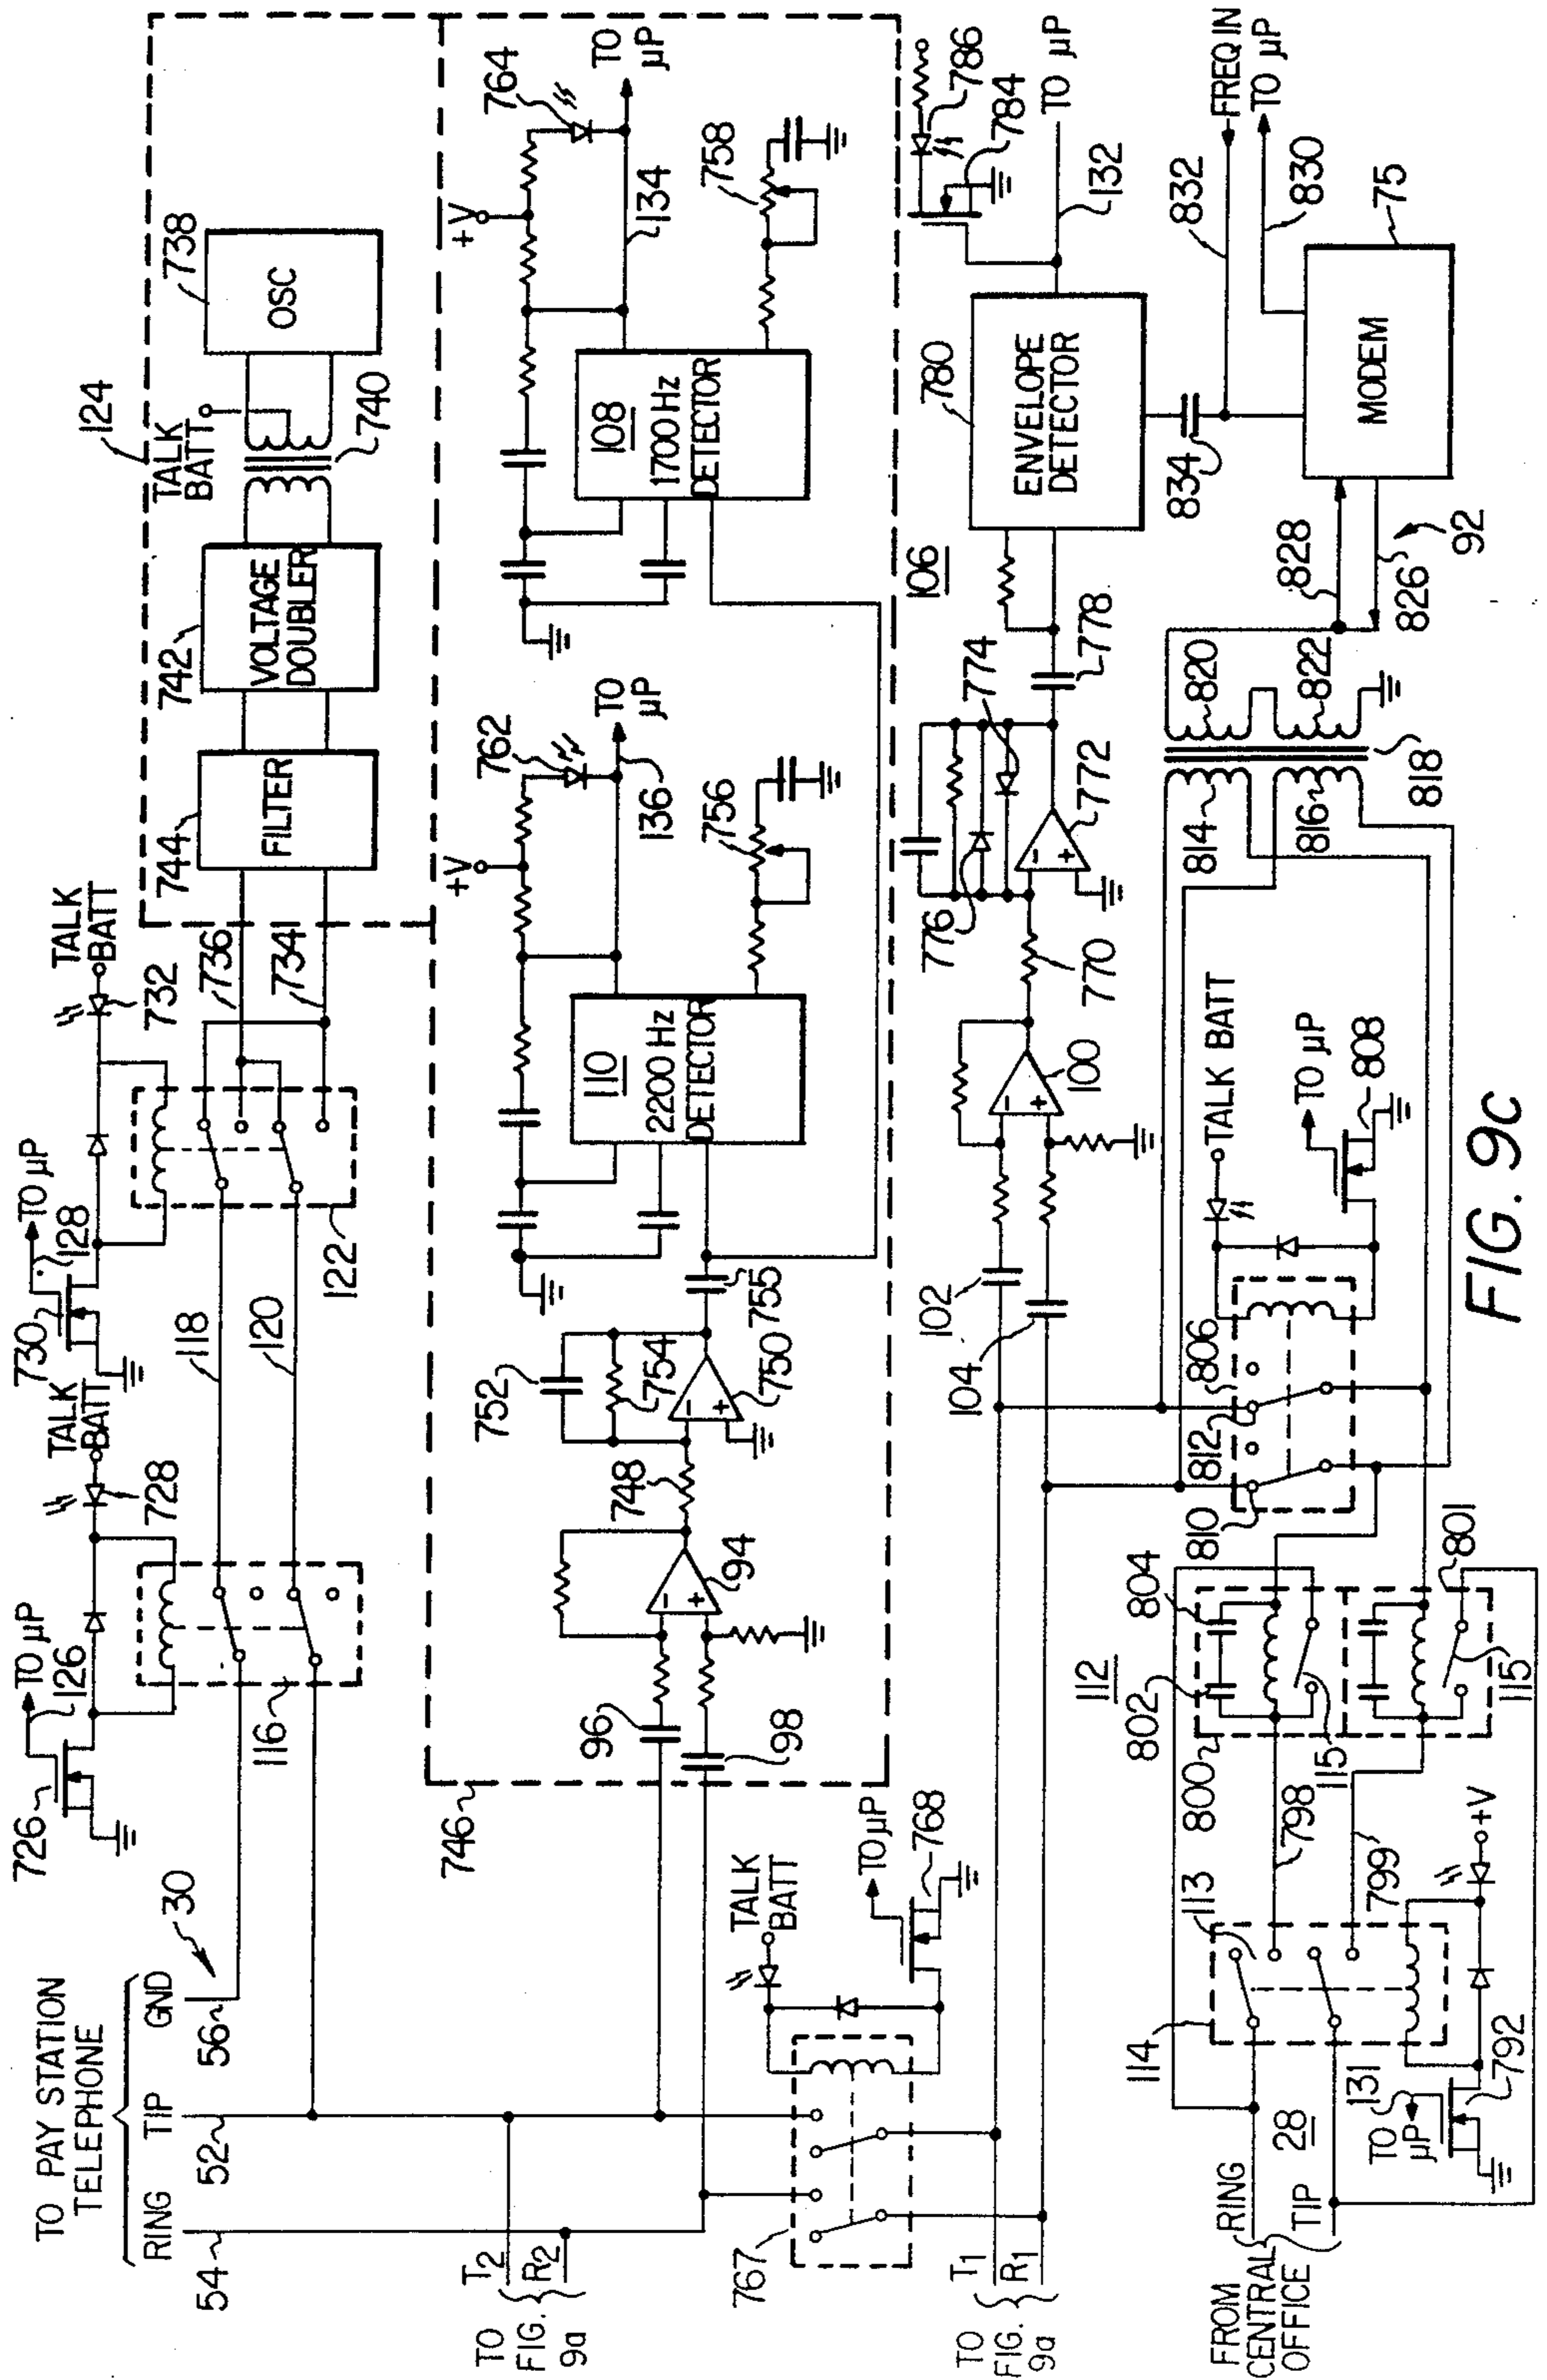 TO PAY STATION
TELEPHONE
RING TIP GND
54
52
56
30
726
TO µP
126
116
TALK
BATT
728
730
TO µP
128
118
120
122
TALK
BATT
732
736
734
124
TALK
BATT
744
FILTER
742
VOLTAGE
DOUBLER
740
738
OSC
746
96
98
94
748
752
754
750
755
110
2200 Hz
DETECTOR
+V
762
TO
µP
136
756
108
1700 Hz
DETECTOR
+V
764
TO
µP
134
758
T2
R2
TO
FIG.
9a
767
TALK
BATT
TO µP
768
T1
R1
TO
FIG.
9a
102
104
100
770
776
774
772
778
106
780
ENVELOPE
DETECTOR
786
784
TO µP
132
834
FREQ IN
832
TO µP
830
75
MODEM
828
826
92
820
822
814
816
818
FROM
CENTRAL
OFFICE
RING
TIP
28
114
113
131
TO
µP
792
+V
798
799
800
802
112
804
115
115
801
810
812
806
TALK BATT
TO µP
808
FIG. 9c